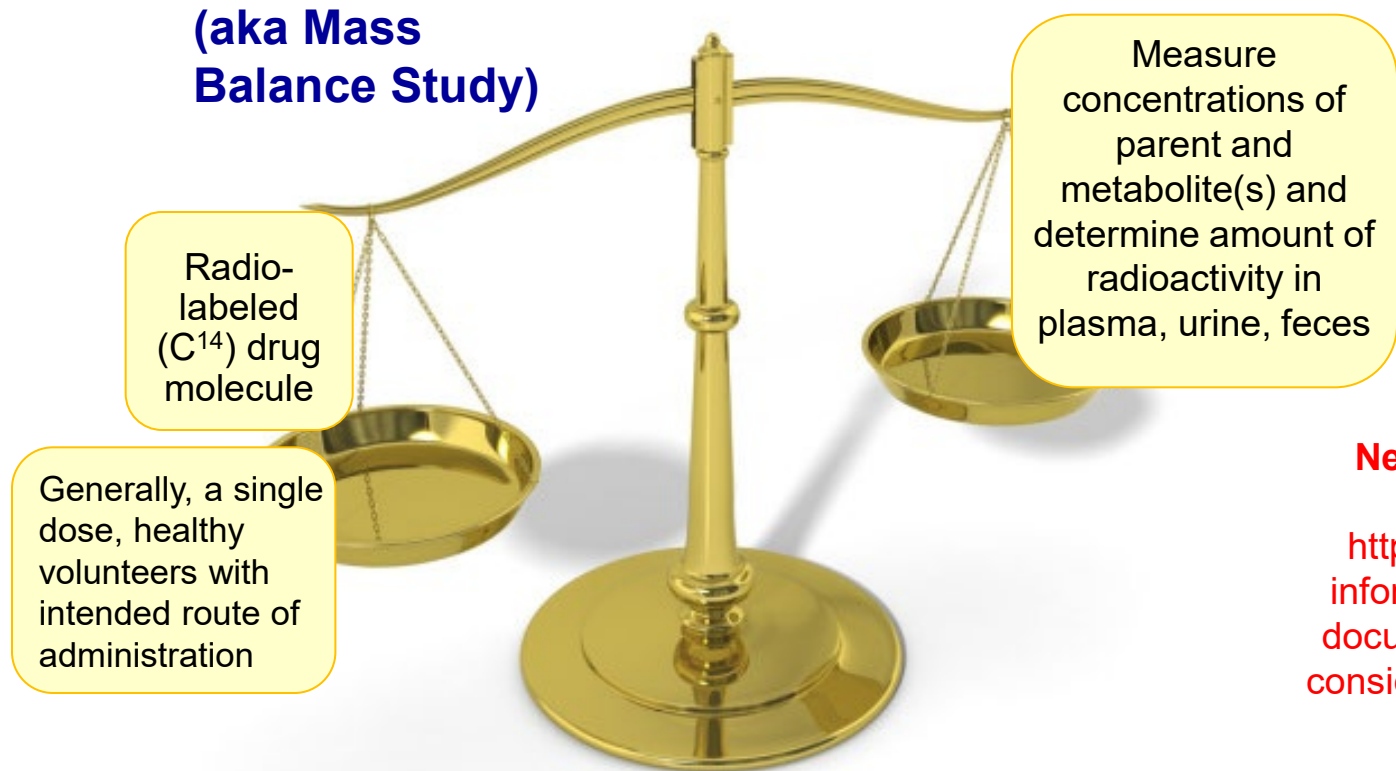 (aka Mass
Balance Study)
Measure
concentrations of
parent and
metabolite(s) and
determine amount of
radioactivity in
plasma, urine, feces
Radio-
labeled
(C¹⁴) drug
molecule
Generally, a single
dose, healthy
volunteers with
intended route of
administration